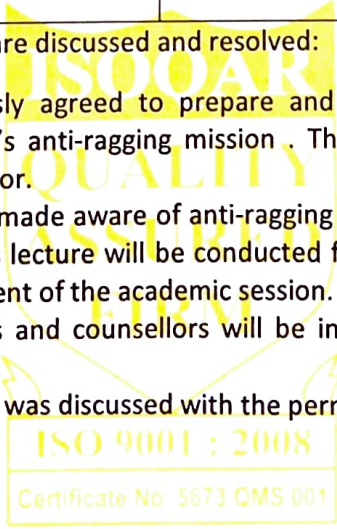 are discussed and resolved:
ISOQAR
sly agreed to prepare and
's anti-ragging mission . Th
QUALITY
or.
made aware of anti-ragging
ASSURED
s lecture will be conducted f
ent of the academic session.
FIRM
s and counsellors will be in
was discussed with the perr
ISO 9001 : 2008
Certificate No 5673 QMS 001